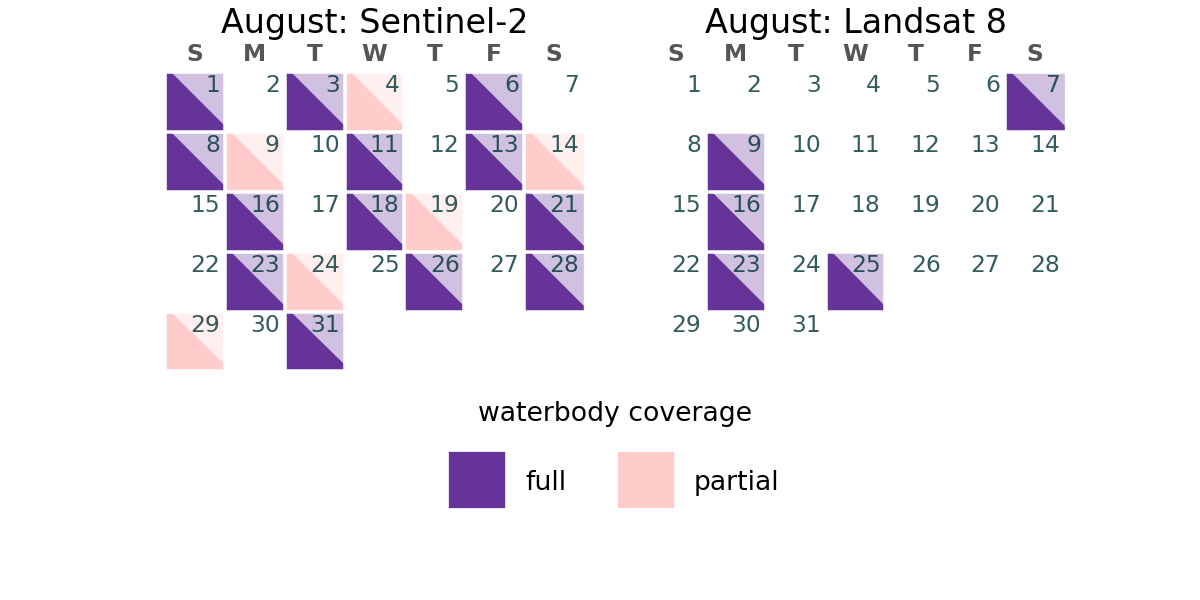 August: Sentinel-2
S M T W T F S
1 2 3 4 5 6 7
8 9 10 11 12 13 14
15 16 17 18 19 20 21
22 23 24 25 26 27 28
29 30 31
August: Landsat 8
S M T W T F S
1 2 3 4 5 6 7
8 9 10 11 12 13 14
15 16 17 18 19 20 21
22 23 24 25 26 27 28
29 30 31
waterbody coverage
full
partial